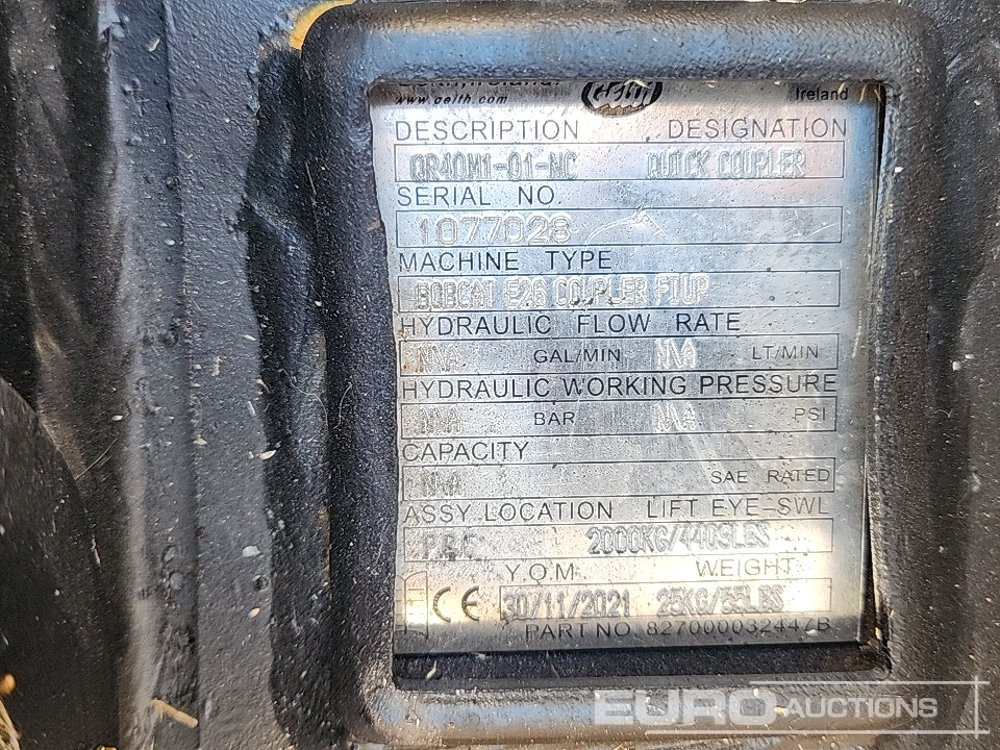 www.geith.com Ireland
DESCRIPTION DESIGNATION
QR40M1-01-NC QUICK COUPLER
SERIAL NO.
1077028
MACHINE TYPE
BOBCAT E26 COUPLER FTUP
HYDRAULIC FLOW RATE
N\A GAL/MIN N\A LT/MIN
HYDRAULIC WORKING PRESSURE
N\A BAR N\A PSI
CAPACITY
N\A SAE RATED
ASSY LOCATION LIFT EYE-SWL
2000KG/4409LBS
Y.O.M. WEIGHT
CE 30/11/2021 25KG/55LBS
PART NO. 827000032447B
EURO AUCTIONS